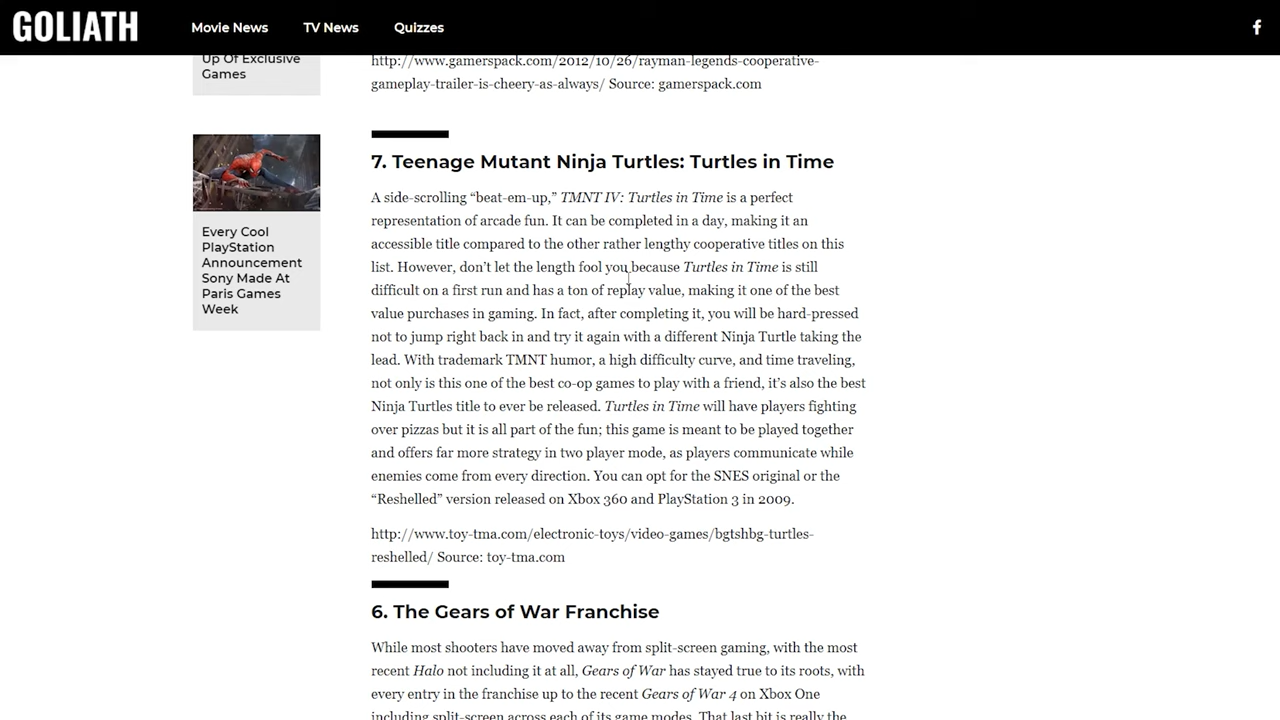 GOLIATH
Movie News
TV News
Quizzes
Up Of Exclusive
Games
Every Cool
PlayStation
Announcement
Sony Made At
Paris Games
Week
http://www.gamerspack.com/2012/10/26/rayman-legends-cooperative-
gameplay-trailer-is-cheery-as-always/ Source: gamerspack.com
7. Teenage Mutant Ninja Turtles: Turtles in Time
A side-scrolling “beat-em-up,” TMNT IV: Turtles in Time is a perfect
representation of arcade fun. It can be completed in a day, making it an
accessible title compared to the other rather lengthy cooperative titles on this
list. However, don’t let the length fool you because Turtles in Time is still
difficult on a first run and has a ton of replay value, making it one of the best
value purchases in gaming. In fact, after completing it, you will be hard-pressed
not to jump right back in and try it again with a different Ninja Turtle taking the
lead. With trademark TMNT humor, a high difficulty curve, and time traveling,
not only is this one of the best co-op games to play with a friend, it’s also the best
Ninja Turtles title to ever be released. Turtles in Time will have players fighting
over pizzas but it is all part of the fun; this game is meant to be played together
and offers far more strategy in two player mode, as players communicate while
enemies come from every direction. You can opt for the SNES original or the
“Reshelled” version released on Xbox 360 and PlayStation 3 in 2009.
http://www.toy-tma.com/electronic-toys/video-games/bgtshbg-turtles-
reshelled/ Source: toy-tma.com
6. The Gears of War Franchise
While most shooters have moved away from split-screen gaming, with the most
recent Halo not including it at all, Gears of War has stayed true to its roots, with
every entry in the franchise up to the recent Gears of War 4 on Xbox One
including split-screen across each of its game modes. That last bit is really the